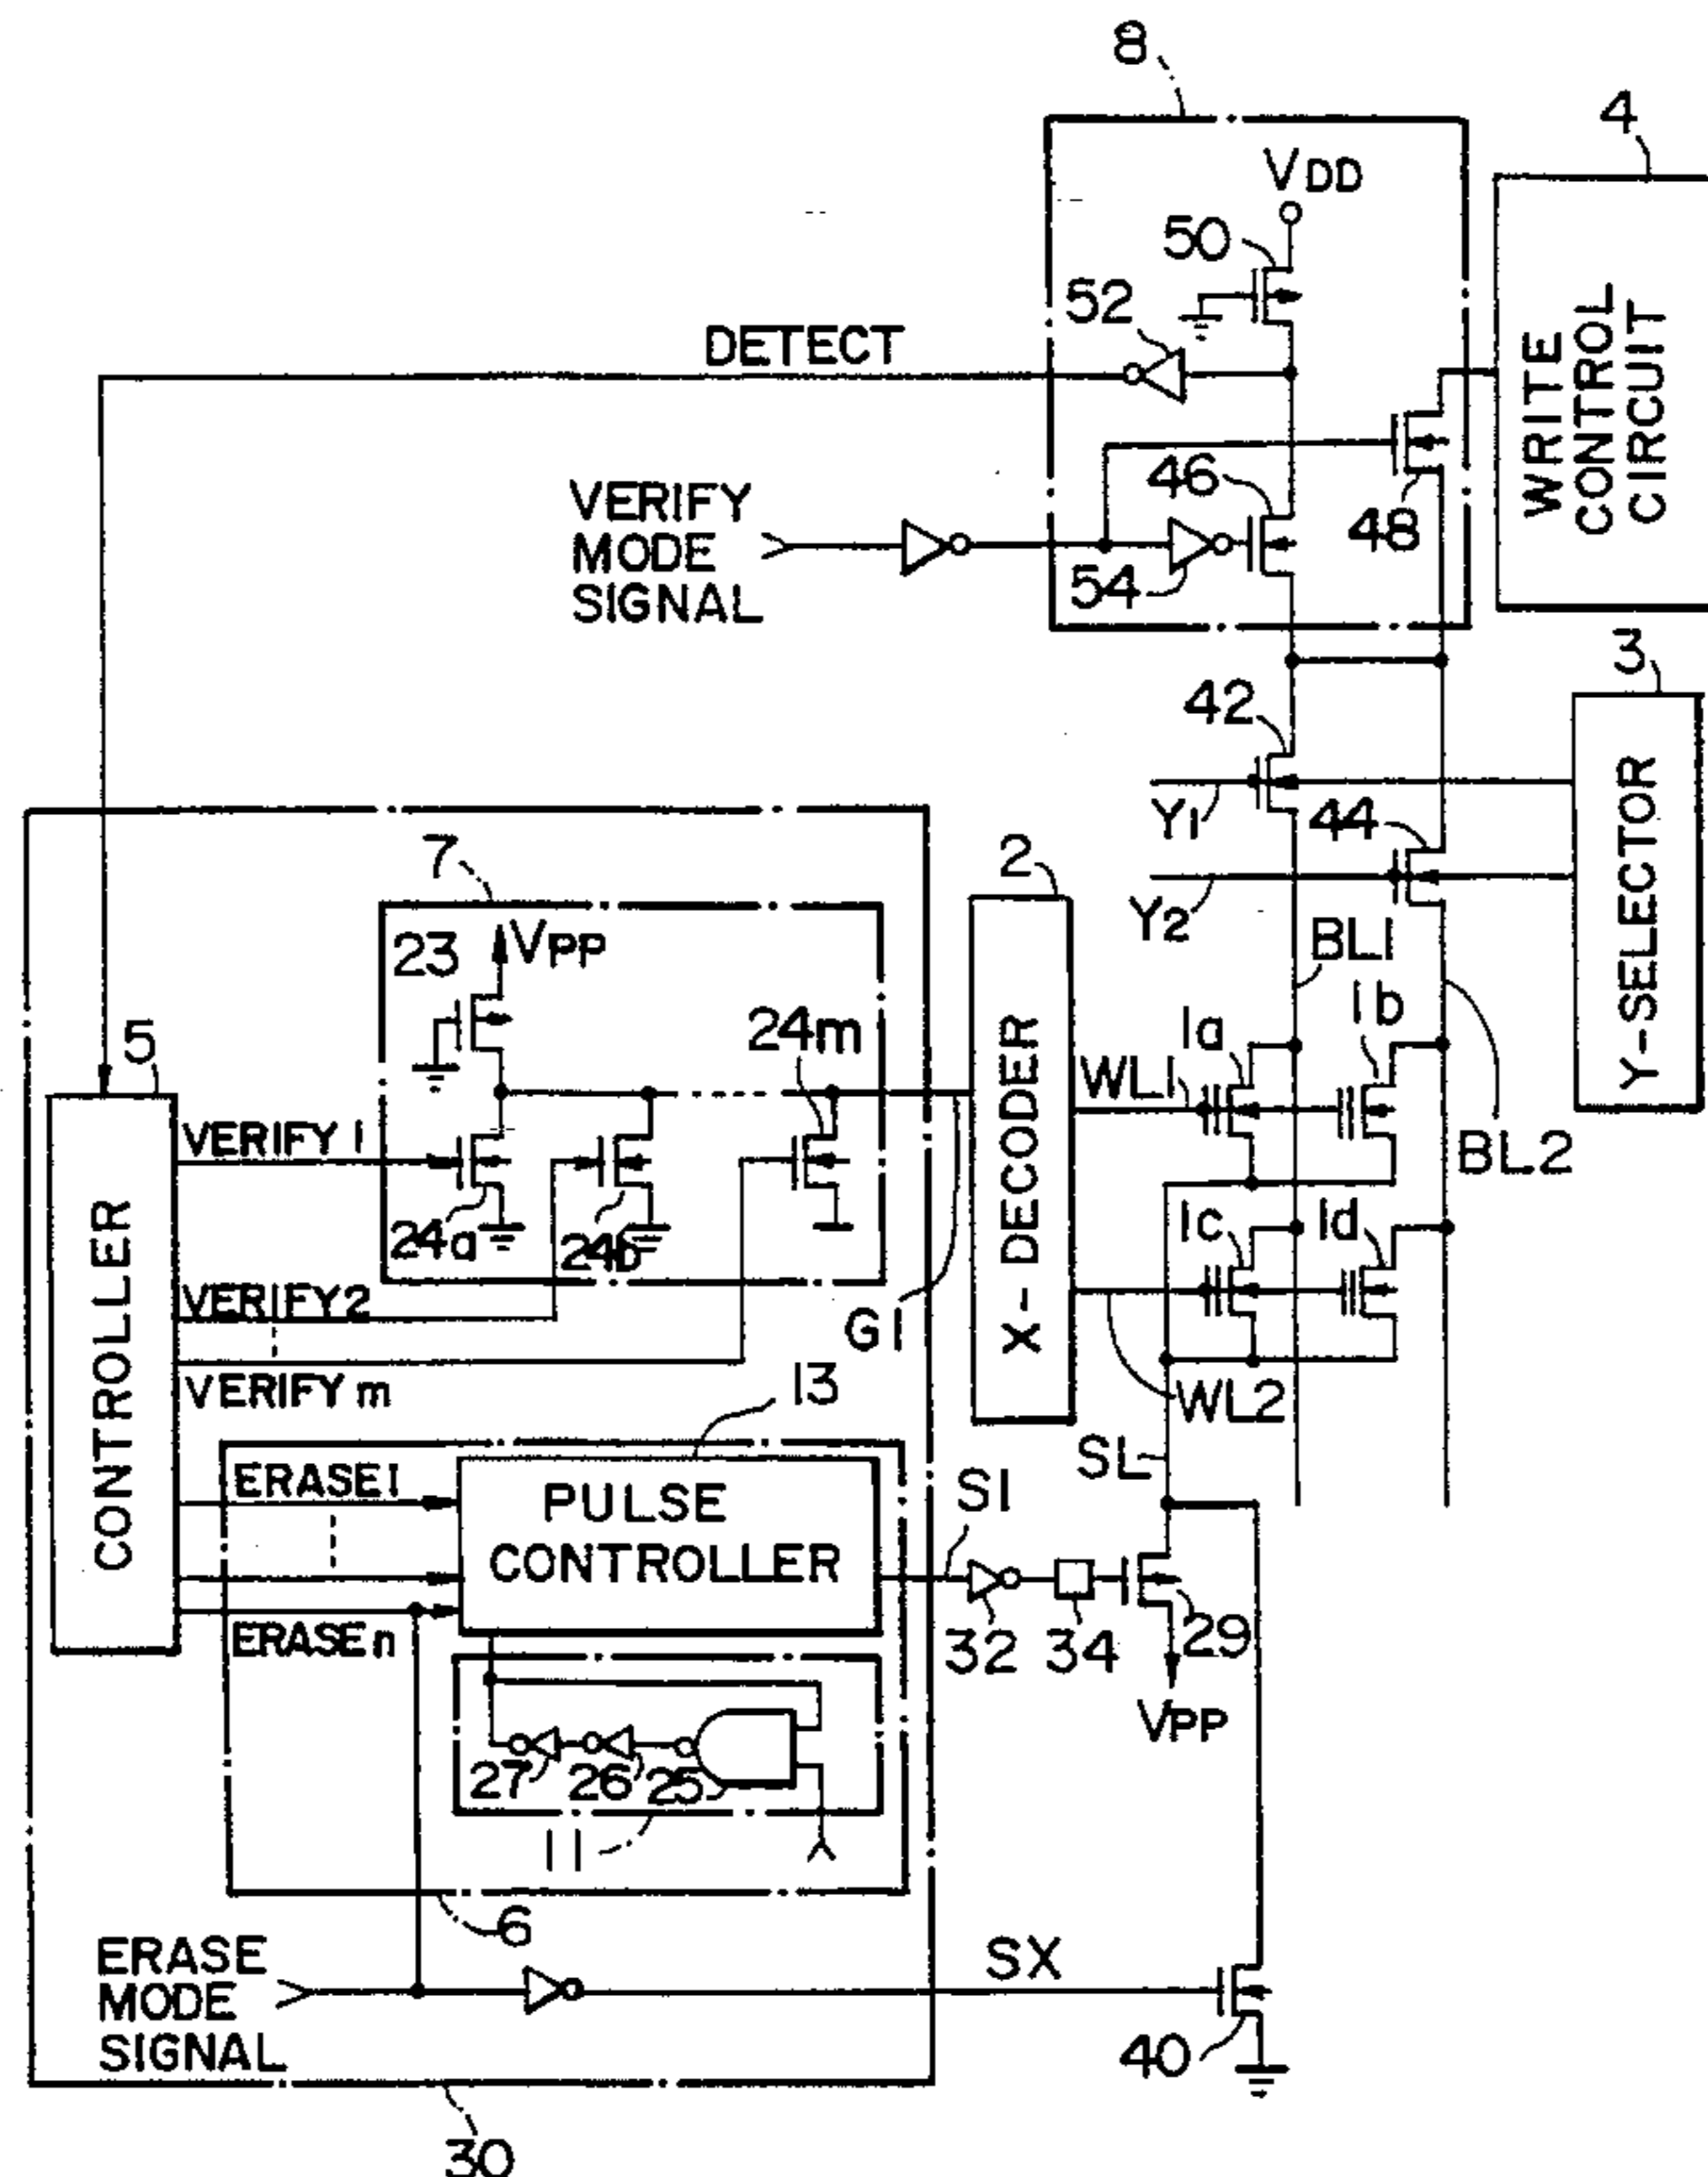 8
4
VDD
50
52
DETECT
WRITE
CONTROL
CIRCUIT
46
VERIFY
MODE
SIGNAL
48
54
3
42
Y1
44
Y-SELECTOR
7
2
Y2
23
VPP
BL1
1b
5
24m
1a
WL1
VERIFY 1
X-DECODER
BL2
24a
24b
1c
1d
CONTROLLER
VERIFY2
G1
VERIFY m
13
WL2
SL
ERASE1
PULSE
CONTROLLER
S1
ERASEn
32
34
29
VPP
27
26
25
11
6
ERASE
MODE
SIGNAL
SX
40
30